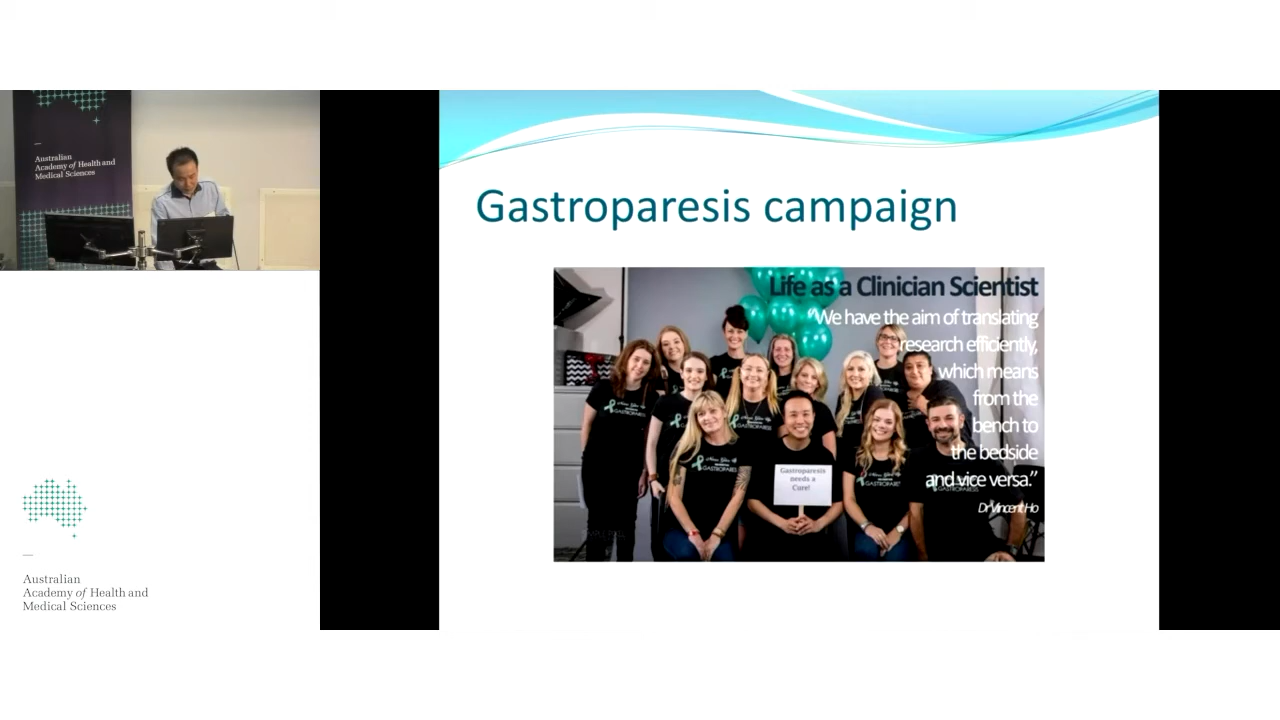 Australian
Academy of Health and
Medical Sciences
Gastroparesis campaign
Life as a Clinician Scientist
“We have the aim of translating
research efficiently,
which means
from the
bench to
the bedside
and vice versa.”
Dr Vincent Ho
Gastroparesis
needs a
Cure!
GASTROPARESIS
GASTROPARESIS
Australian
Academy of Health and
Medical Sciences